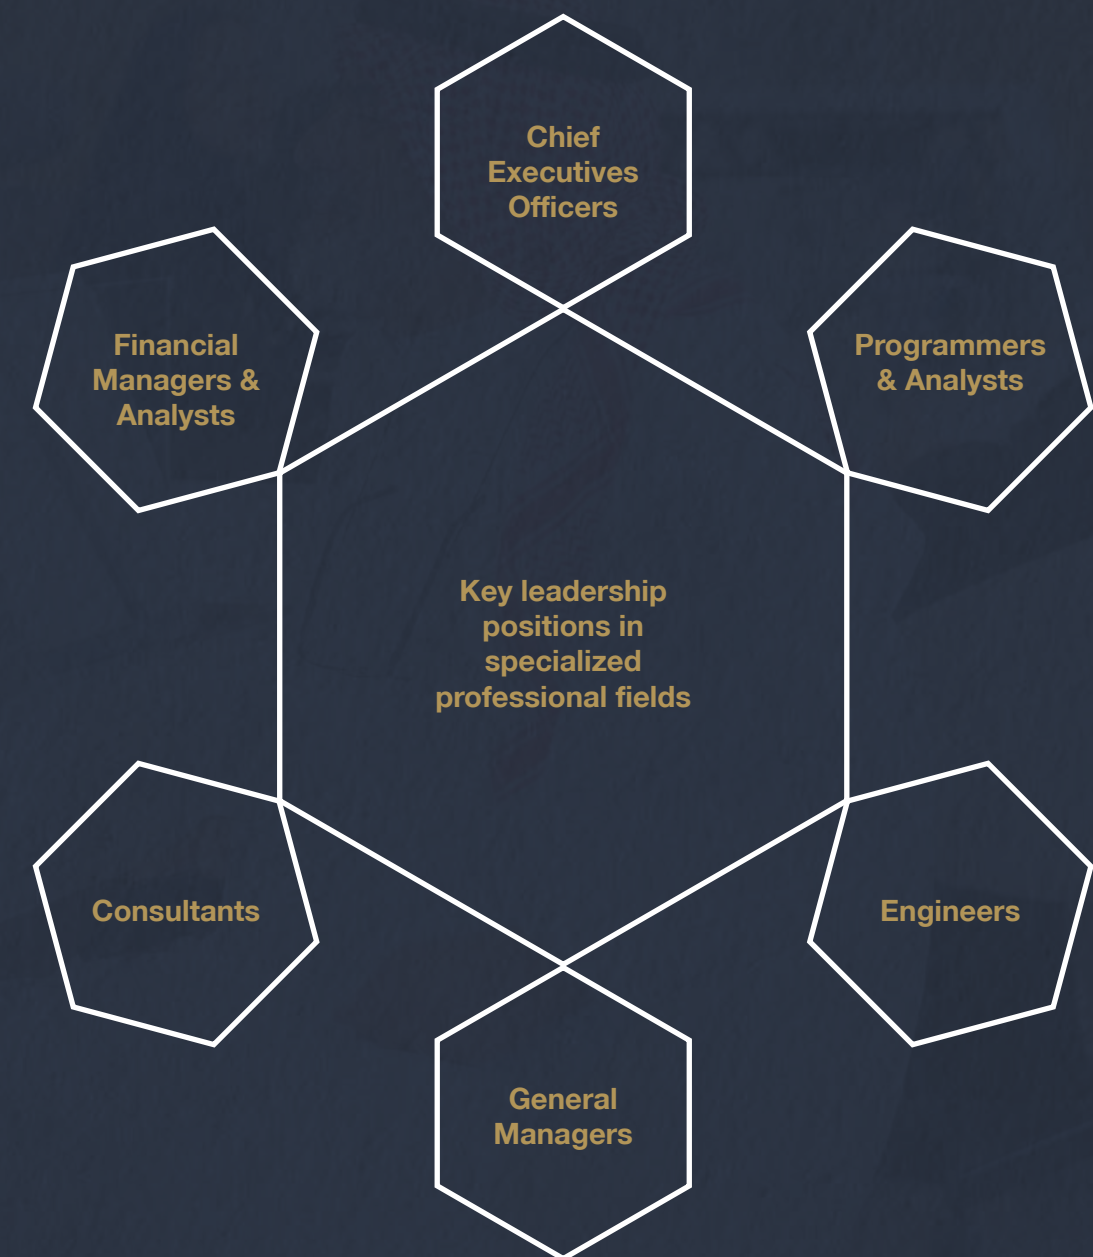 Chief
Executives
Officers
Financial
Managers &
Analysts
Programmers
& Analysts
Key leadership
positions in
specialized
professional fields
Consultants
Engineers
General
Managers